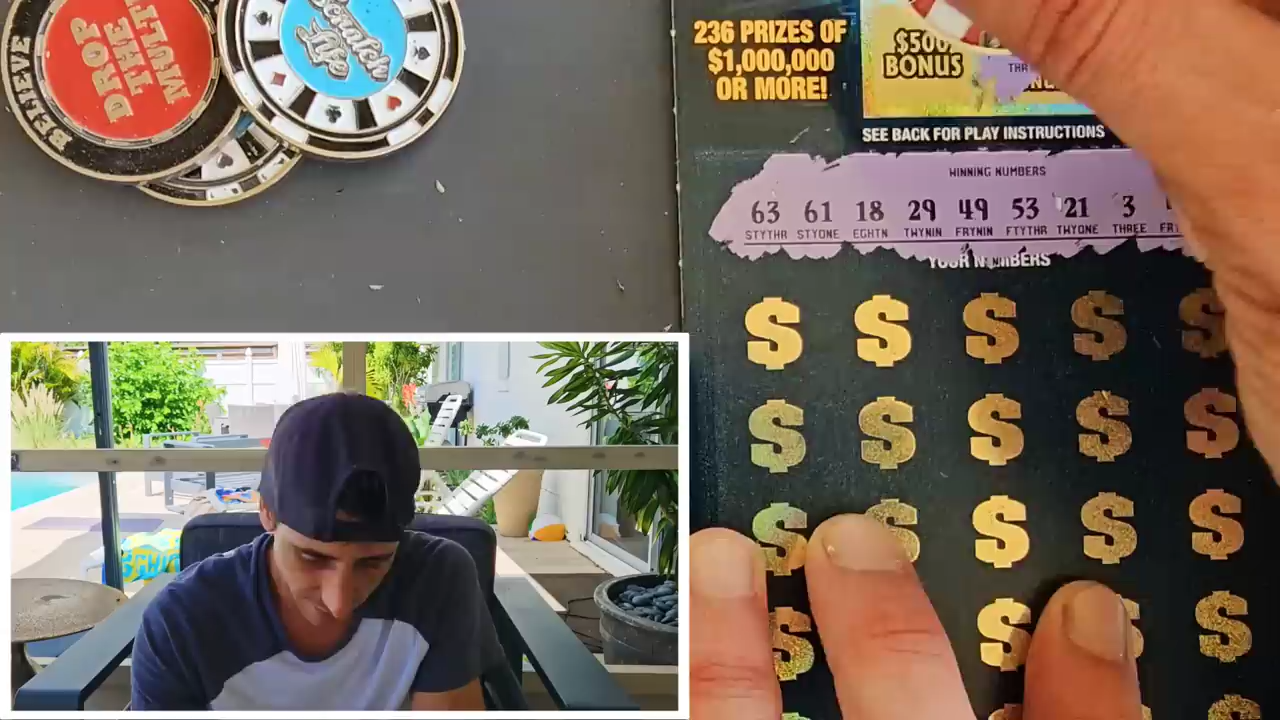 BELIEVE
DROP
THE
MULT
Scratch
Life
236 PRIZES OF
$1,000,000
OR MORE!
$500
BONUS
THR
SEE BACK FOR PLAY INSTRUCTIONS
WINNING NUMBERS
63 61 18 29 49 53 21 3
STYTHR STYONE EGHTN TWYNIN FRYNIN FTYTHR TWYONE THREE FR
YOUR NUMBERS
$ $ $ $ $
$ $ $ $ $
$ $ $ $ $
$ $ $ $
$